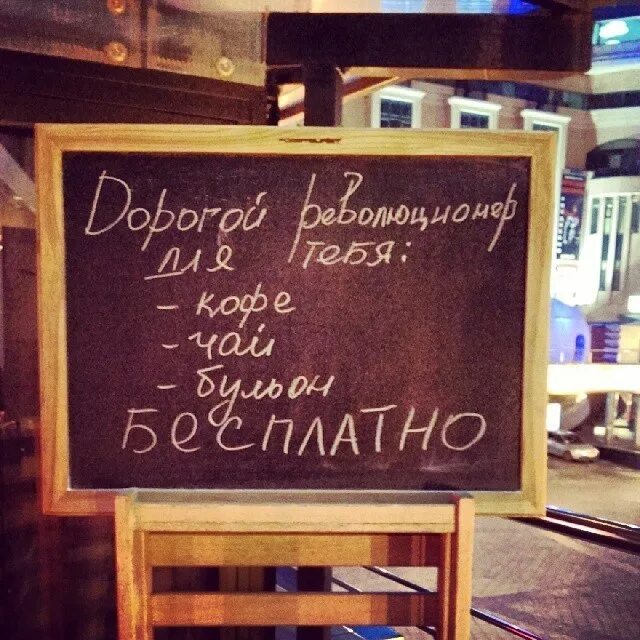 Дорогой революционер
для тебя:
- кофе
- чай
- бульон
БЕСПЛАТНО